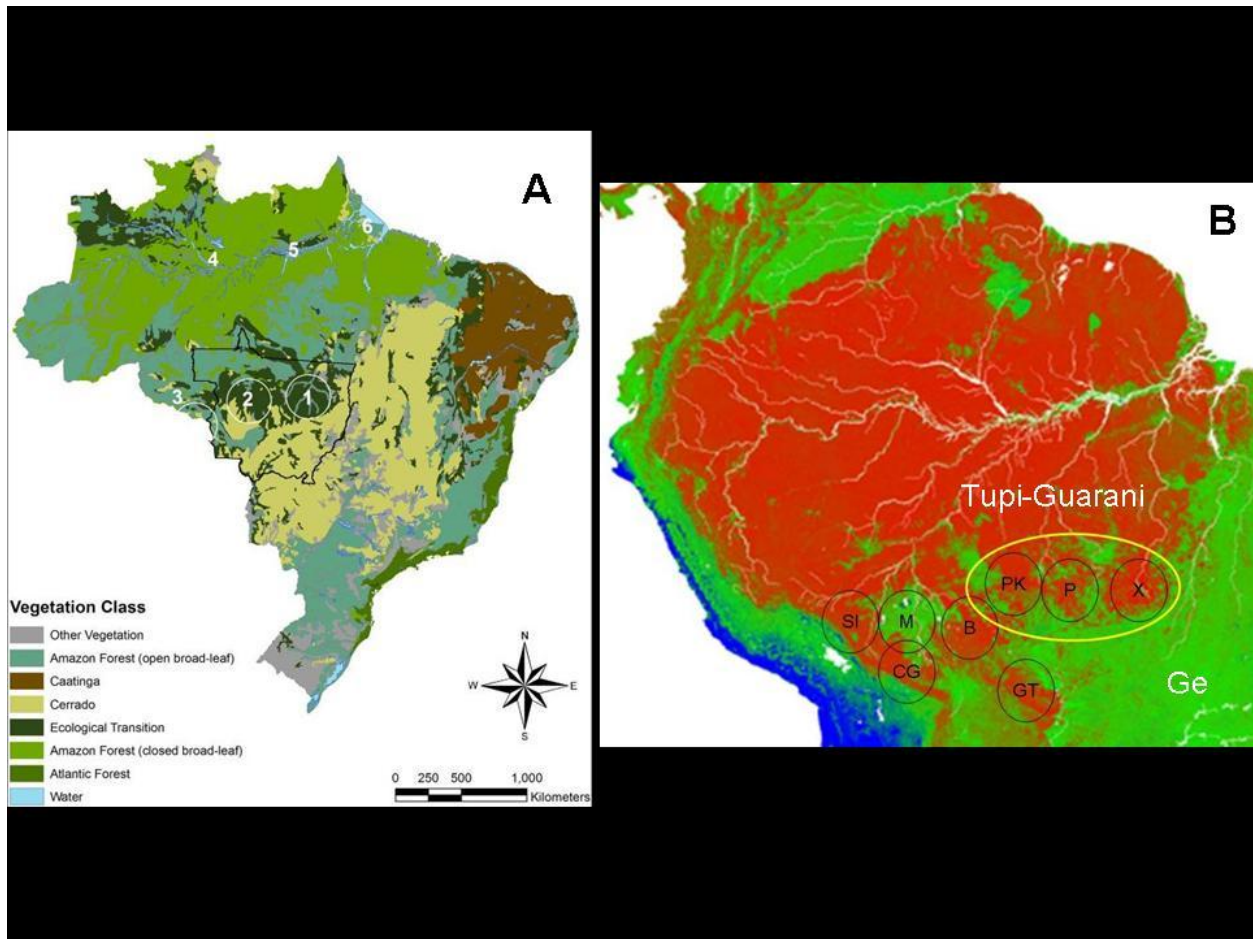 A
6
5
4
3
2
1
Vegetation Class
Other Vegetation
Amazon Forest (open broad-leaf)
Caatinga
Cerrado
Ecological Transition
Amazon Forest (closed broad-leaf)
Atlantic Forest
Water
N
W E
S
0 250 500 1,000
Kilometers
B
Tupi-Guarani
PK P X
SI M B
CG GT
Ge